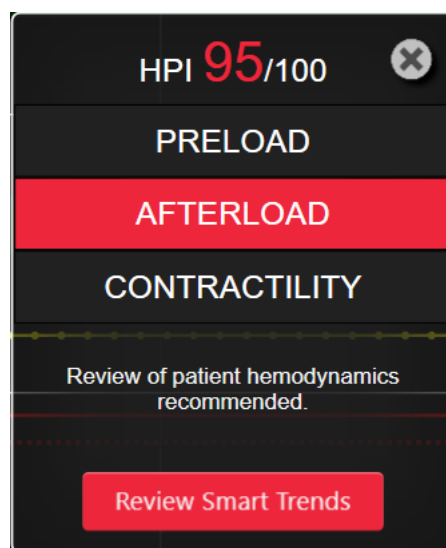 HPI 95/100
PRELOAD
AFTERLOAD
CONTRACTILITY
Review of patient hemodynamics
recommended.
Review Smart Trends